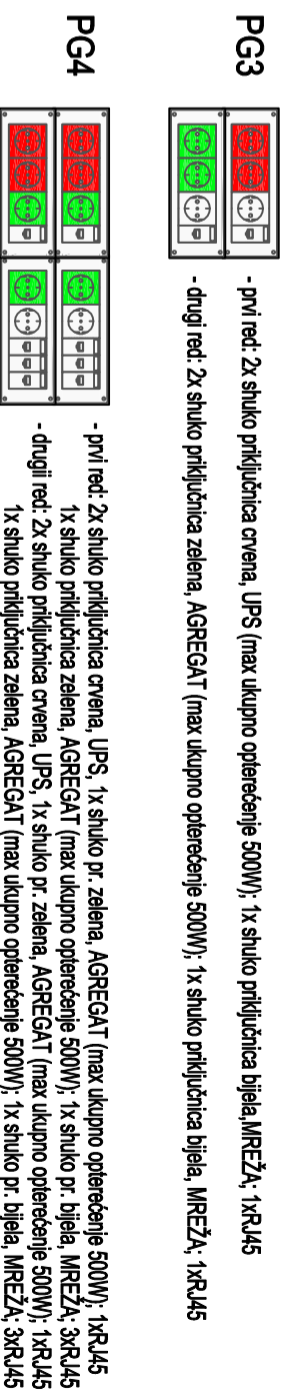 PG3
- prvi red: 2x shuko priključnica crvena, UPS (max ukupno opterećenje 500W); 1x shuko priključnica bijela,MREŽA; 1xRJ45
- drugi red: 2x shuko priključnica zelena, AGREGAT (max ukupno opterećenje 500W); 1x shuko priključnica bijela, MREŽA; 1xRJ45
PG4
- prvi red: 2x shuko priključnica crvena, UPS, 1x shuko pr. zelena, AGREGAT (max ukupno opterećenje 500W); 1xRJ45
1x shuko priključnica zelena, AGREGAT (max ukupno opterećenje 500W); 1x shuko pr. bijela, MREŽA; 3xRJ45
- drugii red: 2x shuko priključnica crvena, UPS, 1x shuko pr. zelena, AGREGAT (max ukupno opterećenje 500W); 1xRJ45
1x shuko priključnica zelena, AGREGAT (max ukupno opterećenje 500W); 1x shuko pr. bijela, MREŽA; 3xRJ45